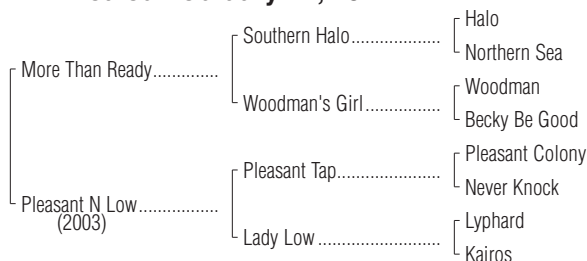 Halo
Southern Halo....................
Northern Sea
More Than Ready..............
Woodman
Woodman's Girl.................
Becky Be Good
Pleasant Colony
Pleasant Tap.......................
Never Knock
Pleasant N Low.................
(2003)
Lyphard
Lady Low ...........................
Kairos